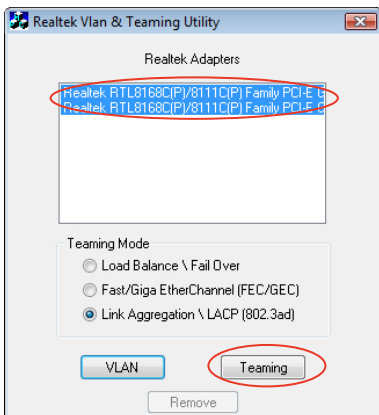 Realtek Vlan & Teaming Utility
Realtek Adapters
Realtek RTL8168C(P)/8111C(P) Family PCI-E G
Realtek RTL8168C(P)/8111C(P) Family PCI-E G
Teaming Mode
Load Balance \ Fail Over
Fast/Giga EtherChannel (FEC/GEC)
Link Aggregation \ LACP (802.3ad)
VLAN
Teaming
Remove